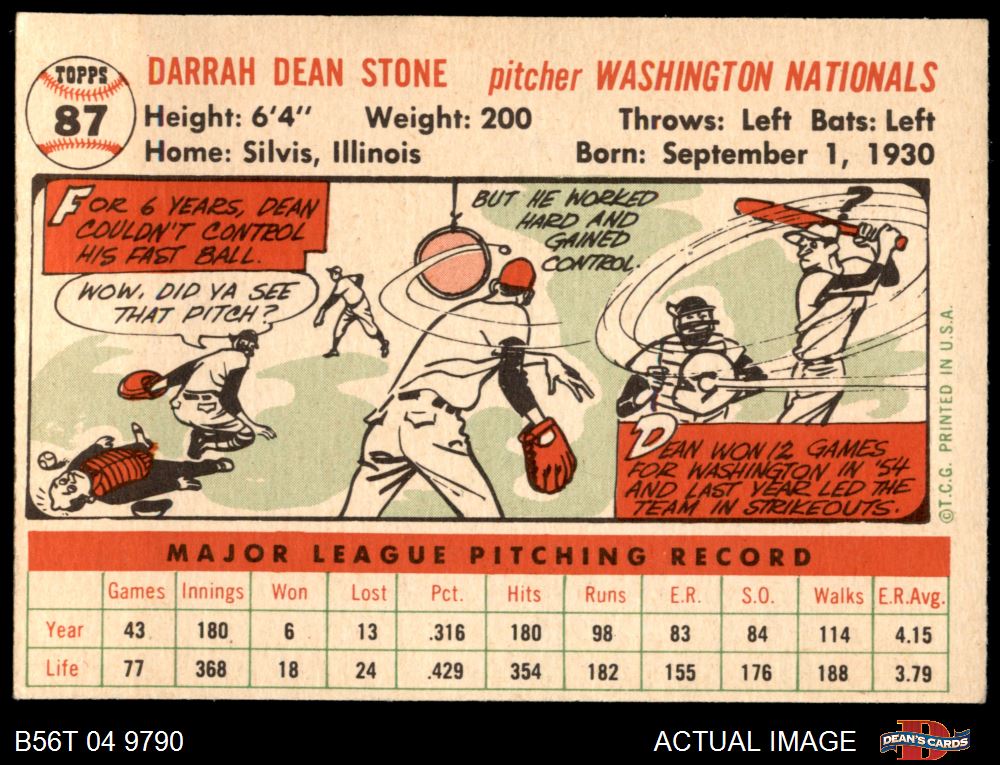 TOPPS
87
DARRAH DEAN STONE pitcher WASHINGTON NATIONALS
Height: 6'4" Weight: 200 Throws: Left Bats: Left
Home: Silvis, Illinois Born: September 1, 1930
FOR 6 YEARS, DEAN
COULDN'T CONTROL
HIS FAST BALL.
WOW, DID YA SEE
THAT PITCH?
BUT HE WORKED
HARD AND
GAINED
CONTROL.
?
DEAN WON 12 GAMES
FOR WASHINGTON IN '54
AND LAST YEAR LED THE
TEAM IN STRIKEOUTS.
©T.C.G. PRINTED IN U.S.A.
MAJOR LEAGUE PITCHING RECORD
Games Innings Won Lost Pct. Hits Runs E.R. S.O. Walks E.R.Avg.
Year 43 180 6 13 .316 180 98 83 84 114 4.15
Life 77 368 18 24 .429 354 182 155 176 188 3.79
B56T 04 9790 ACTUAL IMAGE DEAN'S CARDS